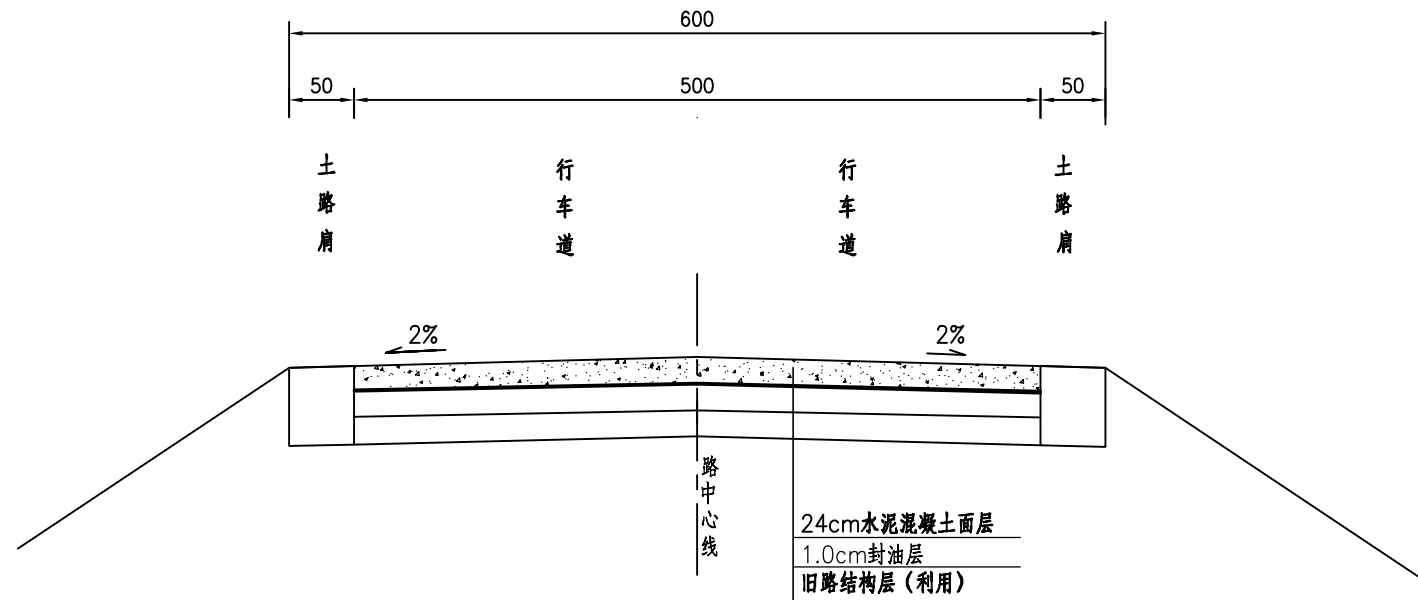 600
50
500
50
土路肩
行车道
行车道
土路肩
2%
2%
路中心线
24cm水泥混凝土面层
1.0cm封油层
旧路结构层（利用）